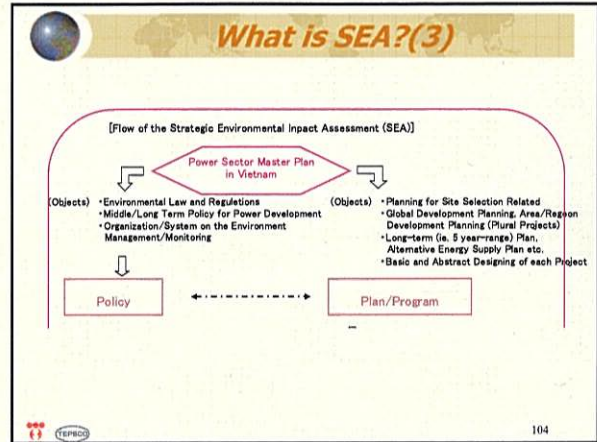 What is SEA?(3)
[Flow of the Strategic Environmental Inpact Assessment (SEA)]
Power Sector Master Plan
in Vietnam
(Objects)
・Environmental Law and Reguletions
・Middle/Long Term Policy for Power Development
・Organization/System on the Environment
Management/Monitoring
(Objects)
・Planning for Site Selection Related
・Global Development Planning, Area/Region
Development Planning (Plural Projects)
・Long-term (ie. 5 year-range) Plan,
Alternative Energy Supply Plan etc.
・Basic and Abstract Designing of each Project
Policy
Plan/Program
TEPSCO
104